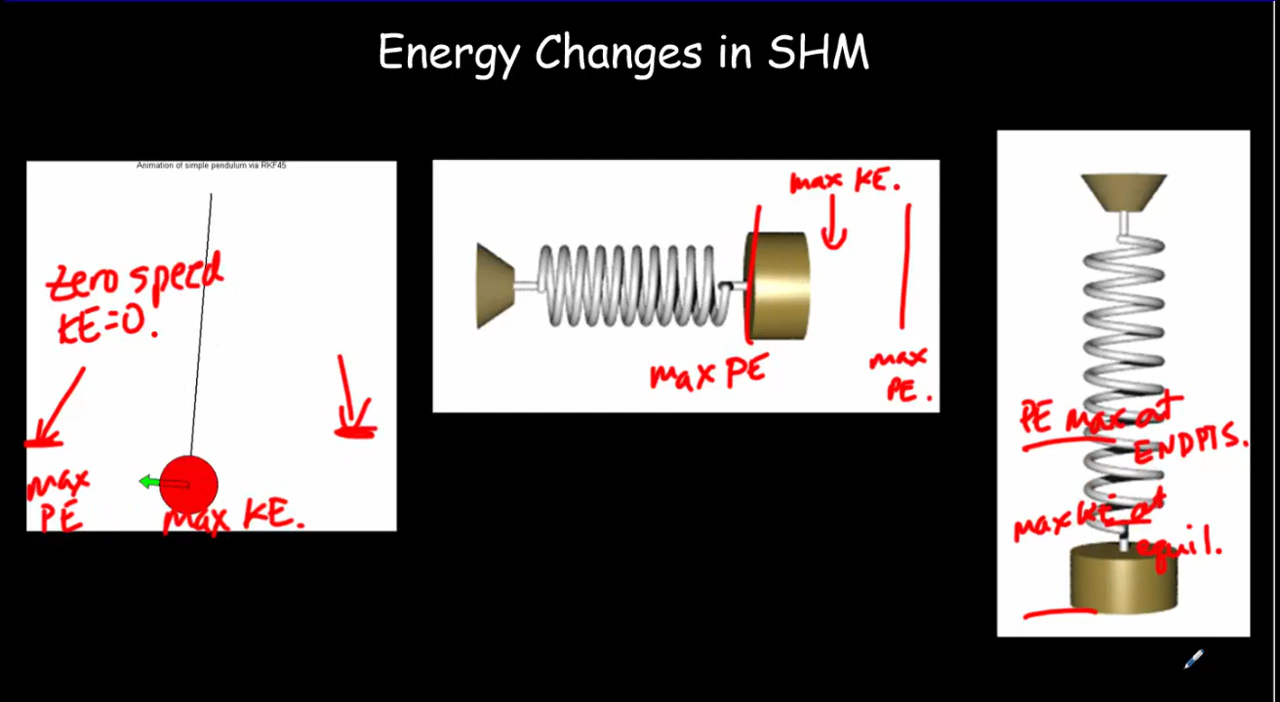 Energy Changes in SHM
Animation of simple pendulum via RKF45
zero speed
KE=0.
max
PE
max KE.
max KE.
max PE
max
PE.
PE max at
ENDPTS.
max KE at
equil.